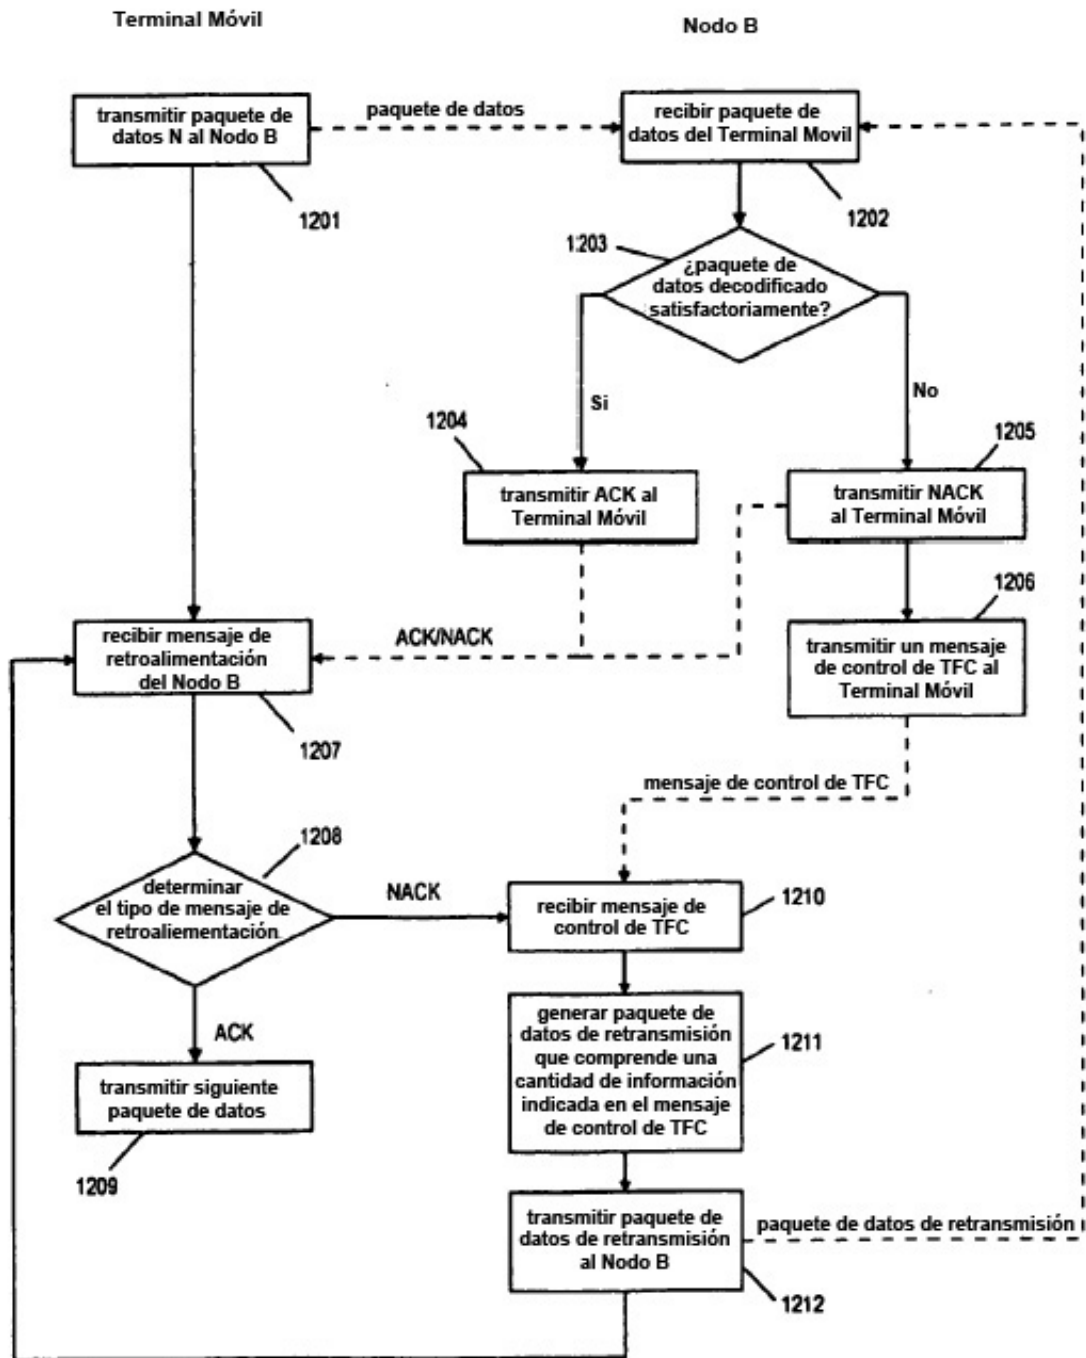 Terminal Móvil
Nodo B
transmitir paquete de
datos N al Nodo B
paquete de datos
recibir paquete de
datos del Terminal Movil
1201
1202
1203
¿paquete de
datos decodificado
satisfactoriamente?
Si
No
1204
1205
transmitir ACK al
Terminal Móvil
transmitir NACK
al Terminal Móvil
1206
recibir mensaje de
retroalimentación
del Nodo B
ACK/NACK
transmitir un mensaje
de control de TFC al
Terminal Móvil
1207
mensaje de control de TFC
1208
determinar
el tipo de mensaje de
retroaliementación
NACK
recibir mensaje de
control de TFC
1210
ACK
generar paquete de
datos de retransmisión
que comprende una
cantidad de información
indicada en el mensaje
de control de TFC
1211
transmitir siguiente
paquete de datos
1209
transmitir paquete de
datos de retransmisión
al Nodo B
paquete de datos de retransmisión
1212